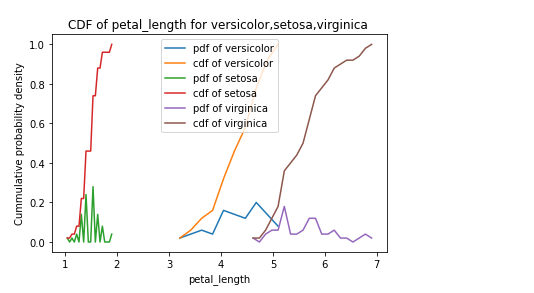 CDF of petal_length for versicolor,setosa,virginica
Cummulative probability density
1.0
0.8
0.6
0.4
0.2
0.0
pdf of versicolor
cdf of versicolor
pdf of setosa
cdf of setosa
pdf of virginica
cdf of virginica
1 2 3 4 5 6 7
petal_length